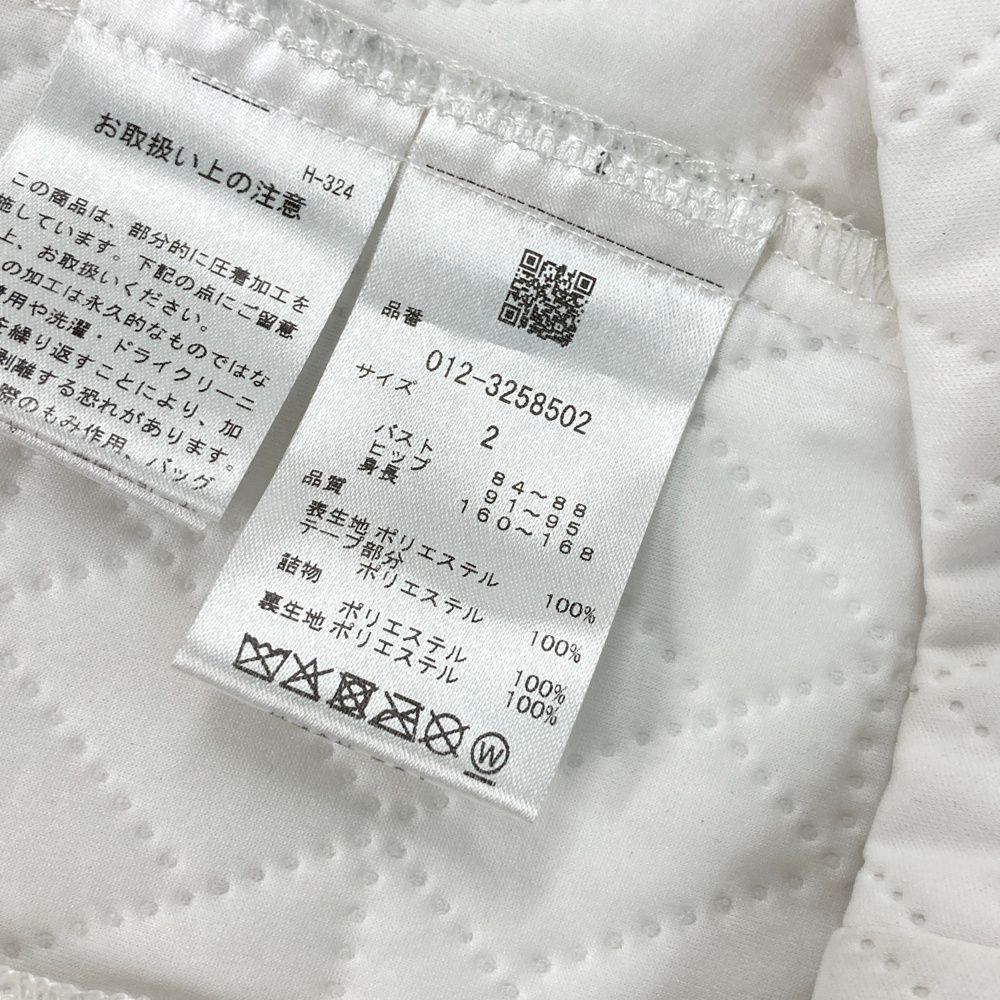 お取扱い上の注意
H-324
この商品は、部分的に圧着加工を
施しています。下記の点にご留意
上、お取扱いください。
の加工は永久的なものではな
着用や洗濯・ドライクリーニ
を繰り返すことにより、加
剥離する恐れがあります。
際のもみ作用、バッグ
品番
012-3258502
サイズ
2
バスト 84～88
ヒップ 91～95
身長 160～168
品質
表生地 ポリエステル 100%
テープ部分
ポリエステル 100%
詰物
ポリエステル 100%
裏生地 ポリエステル 100%
W